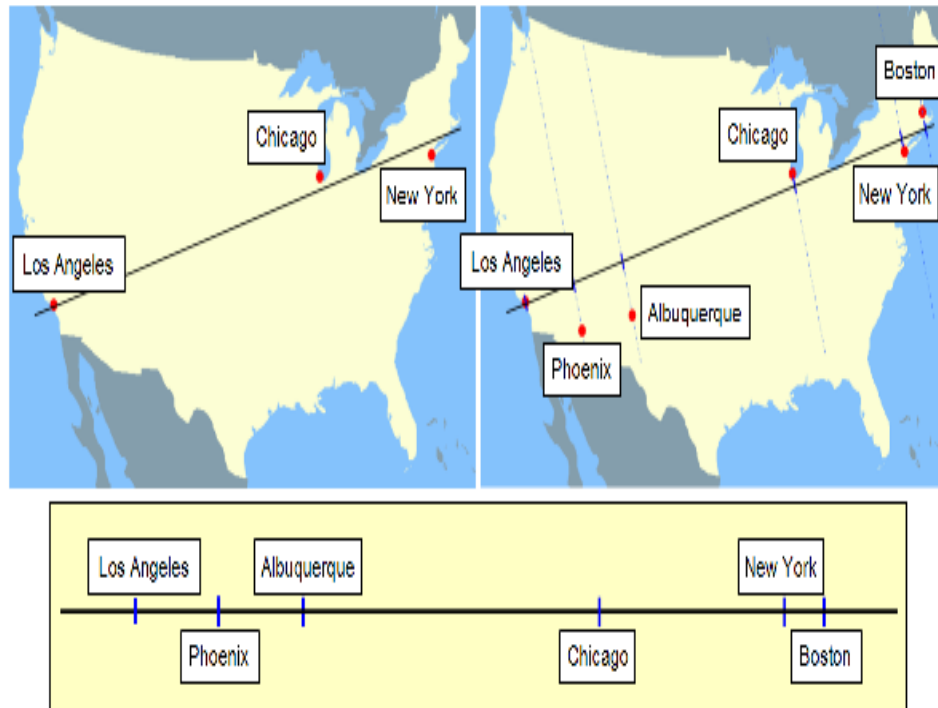 Chicago
New York
Los Angeles
Boston
Chicago
New York
Los Angeles
Albuquerque
Phoenix
Los Angeles
Albuquerque
New York
Phoenix
Chicago
Boston